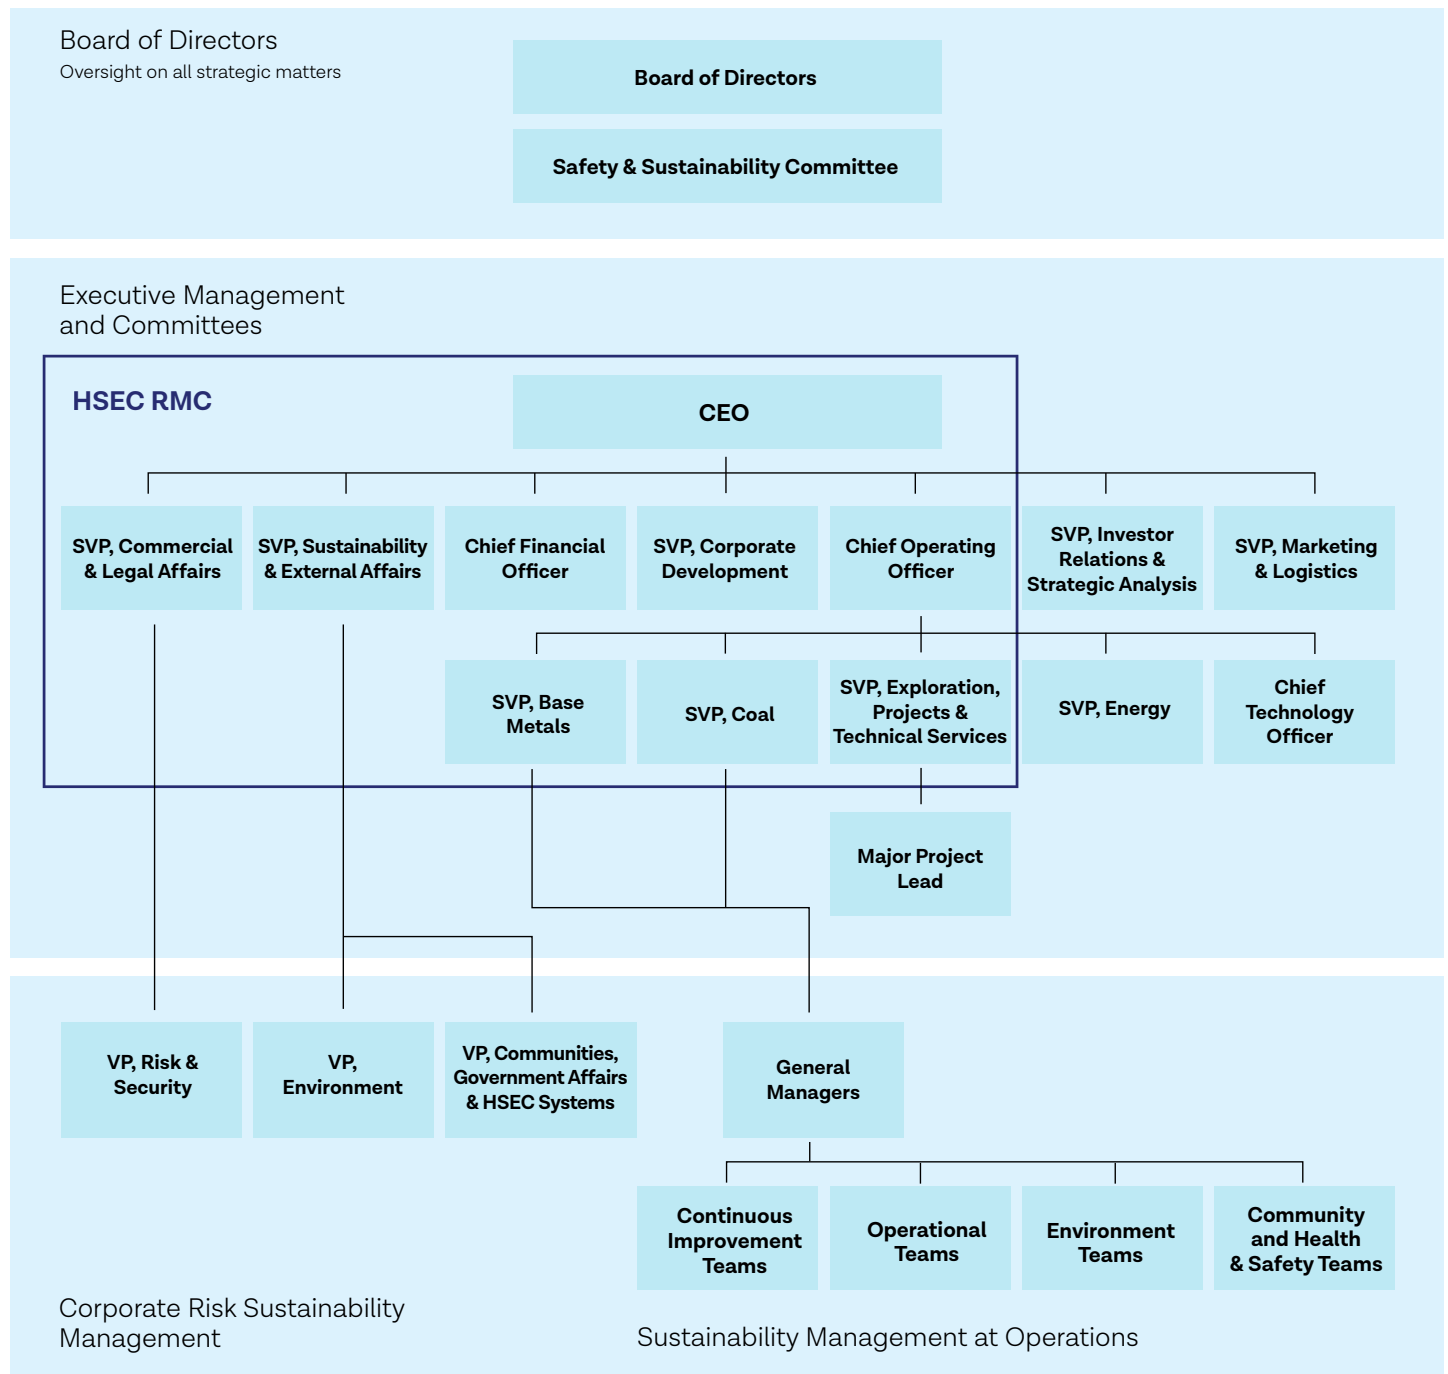 Board of Directors
Oversight on all strategic matters
Board of Directors
Safety & Sustainability Committee
Executive Management
and Committees
HSEC RMC
CEO
SVP, Commercial
& Legal Affairs
SVP, Sustainability
& External Affairs
Chief Financial
Officer
SVP, Corporate
Development
Chief Operating
Officer
SVP, Investor
Relations &
Strategic Analysis
SVP, Marketing
& Logistics
SVP, Base
Metals
SVP, Coal
SVP, Exploration,
Projects &
Technical Services
SVP, Energy
Chief
Technology
Officer
Major Project
Lead
VP, Risk &
Security
VP,
Environment
VP, Communities,
Government Affairs
& HSEC Systems
General
Managers
Continuous
Improvement
Teams
Operational
Teams
Environment
Teams
Community
and Health
& Safety Teams
Corporate Risk Sustainability
Management
Sustainability Management at Operations